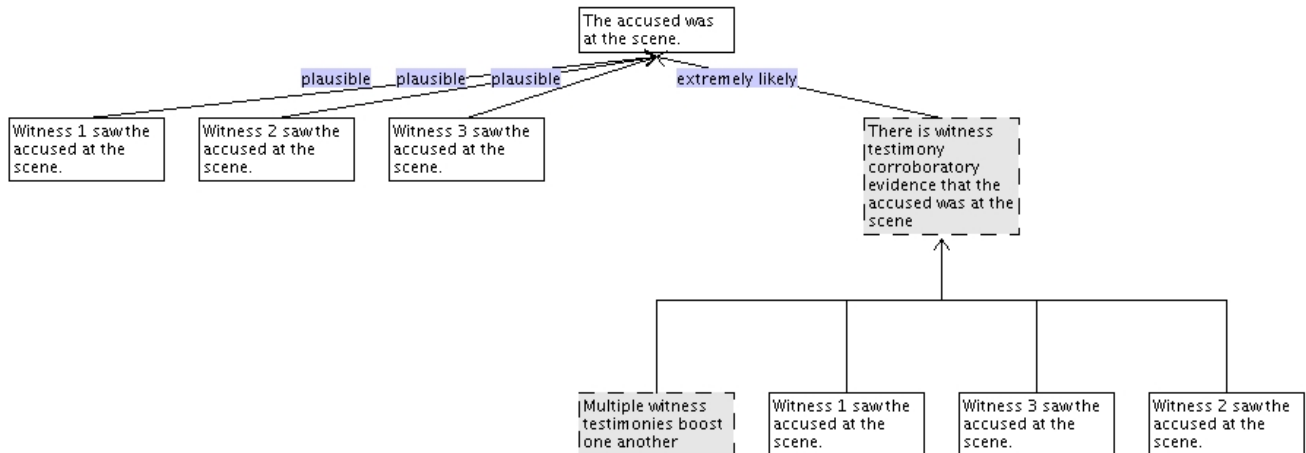 The accused was
at the scene.
plausible
plausible
plausible
extremely likely
Witness 1 saw the
accused at the
scene.
Witness 2 saw the
accused at the
scene.
Witness 3 saw the
accused at the
scene.
There is witness
testimony
corroboratory
evidence that the
accused was at the
scene
Multiple witness
testimonies boost
one another
Witness 1 saw the
accused at the
scene.
Witness 3 saw the
accused at the
scene.
Witness 2 saw the
accused at the
scene.